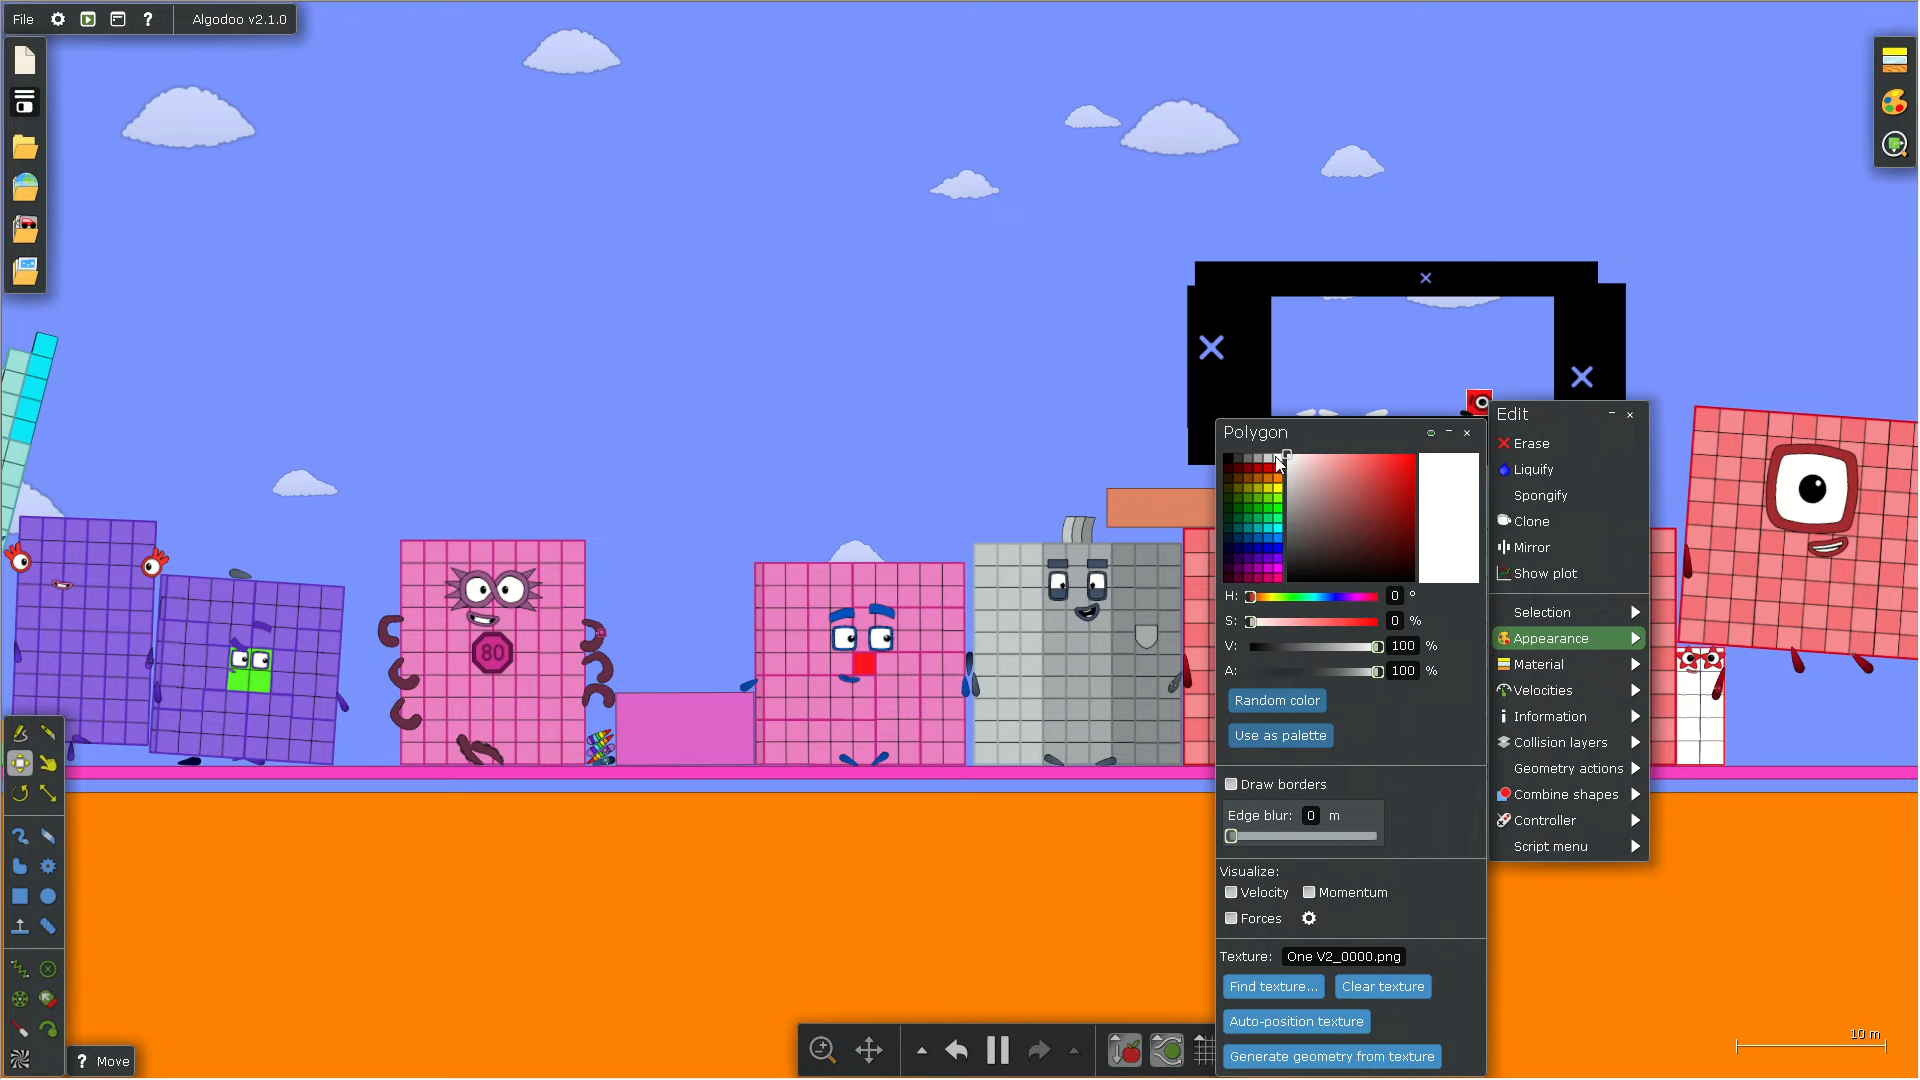 File
?
Algodoo v2.1.0
80
Polygon
H: 0 °
S: 0 %
V: 100 %
A: 100 %
Random color
Use as palette
Draw borders
Edge blur: 0 m
Visualize:
Velocity
Momentum
Forces
Texture: One V2_0000.png
Find texture...
Clear texture
Auto-position texture
Generate geometry from texture
Edit
Erase
Liquify
Spongify
Clone
Mirror
Show plot
Selection
Appearance
Material
Velocities
Information
Collision layers
Geometry actions
Combine shapes
Controller
Script menu
? Move
10 m